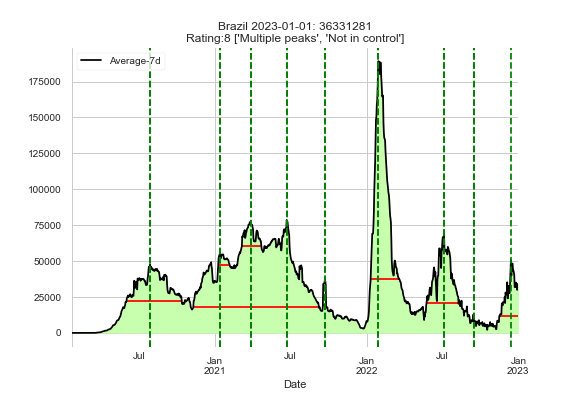 Brazil 2023-01-01: 36331281
Rating:8 ['Multiple peaks', 'Not in control']
Average-7d
175000
150000
125000
100000
75000
50000
25000
0
Jul
Jan
2021
Jul
Jan
2022
Jul
Jan
2023
Date